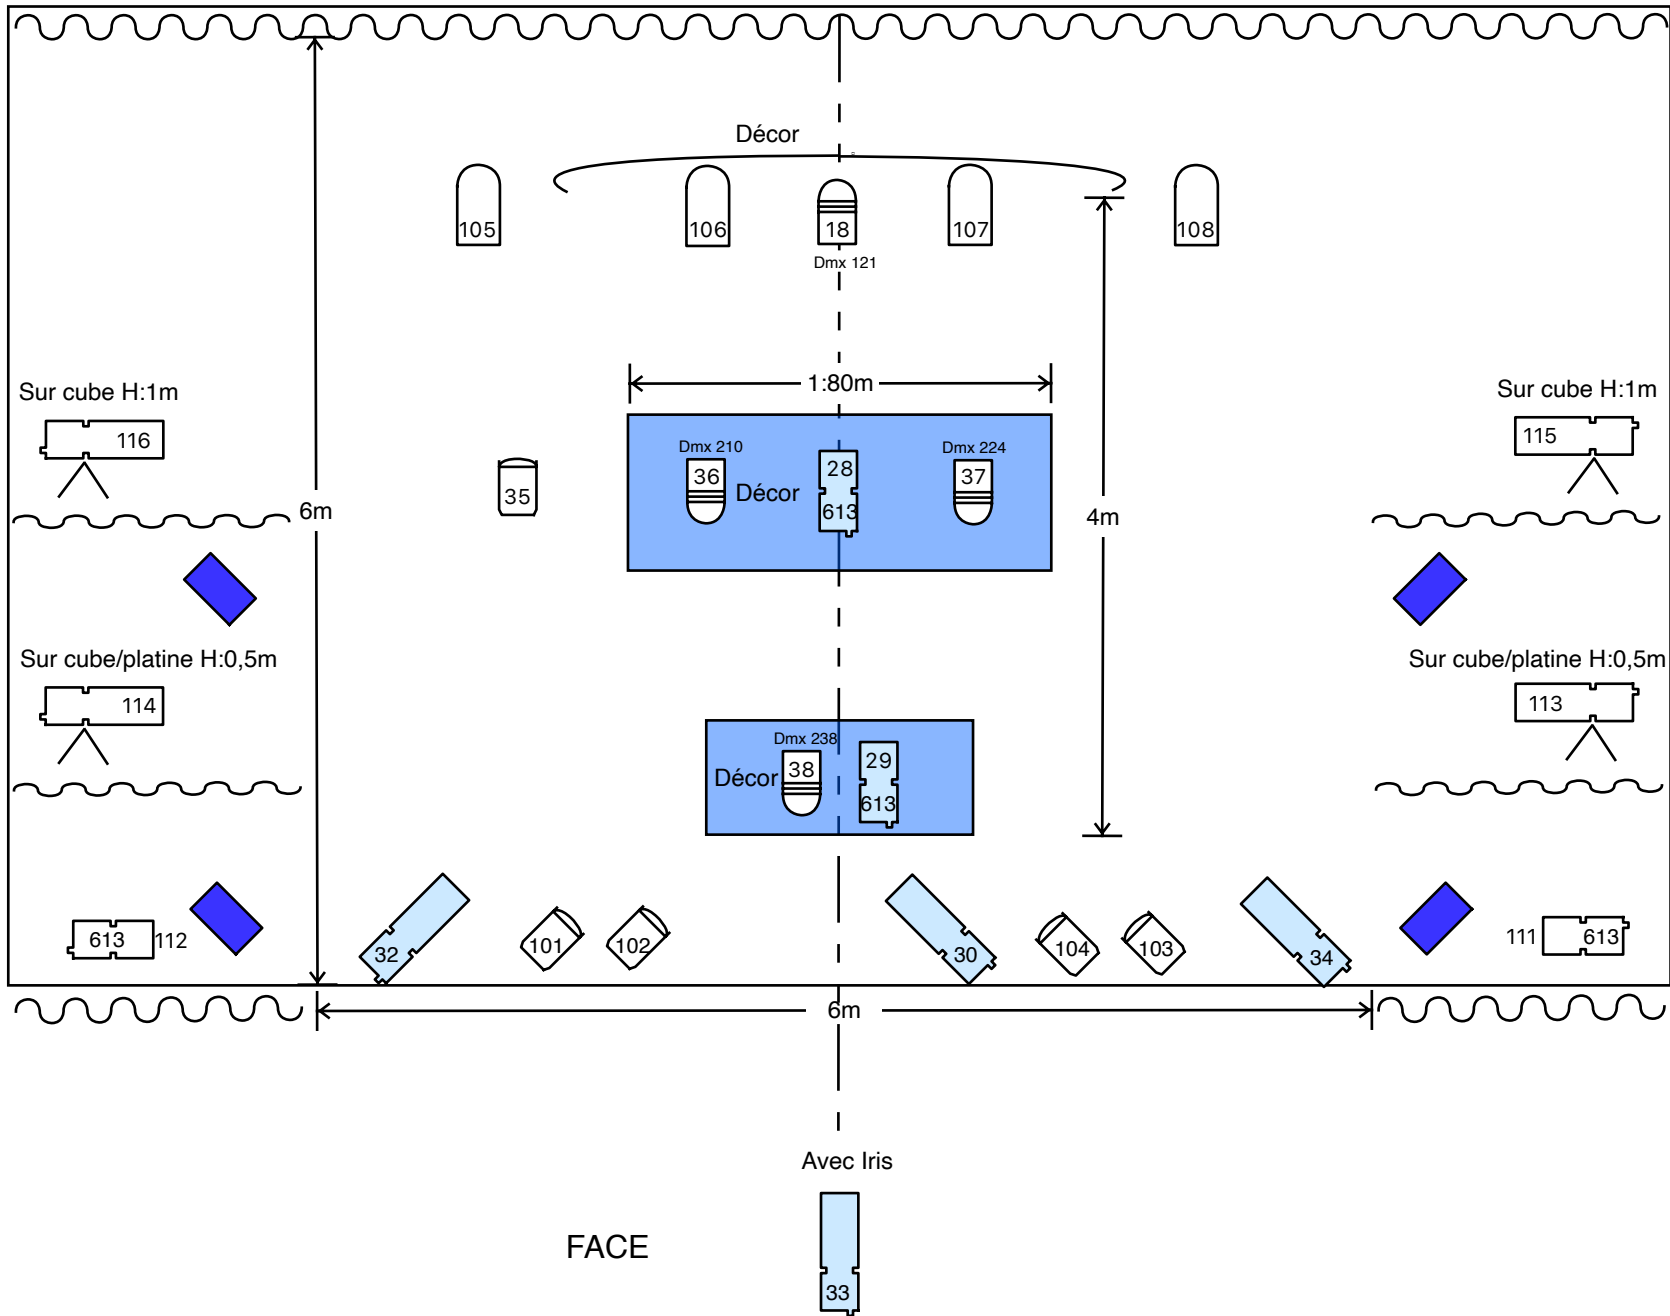 Décor
105
106
18
107
108
Dmx 121
1:80m
Sur cube H:1m
Sur cube H:1m
116
115
Dmx 210
Dmx 224
36
28
37
35
Décor
613
6m
4m
Sur cube/platine H:0,5m
Sur cube/platine H:0,5m
114
113
Dmx 238
38
29
Décor
613
613
112
32
101
102
30
104
103
34
111
613
6m
Avec Iris
FACE
33